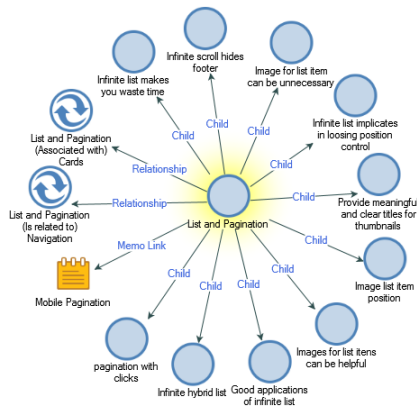 Infinite scroll hides
footer
Infinite list makes
you waste time
Image for list item
can be unnecessary
Infinite list implicates
in loosing position
control
List and Pagination
(Associated with)
Cards
Child
Child
Child
Child
Relationship
Relationship
Child
Provide meaningful
and clear titles for
thumbnails
List and Pagination
(Is related to)
Navigation
List and Pagination
Memo Link
Child
Image list item
position
Mobile Pagination
Child
Child
Child
Child
pagination with
clicks
Infinite hybrid list
Good applications
of infinite list
Images for list itens
can be helpful